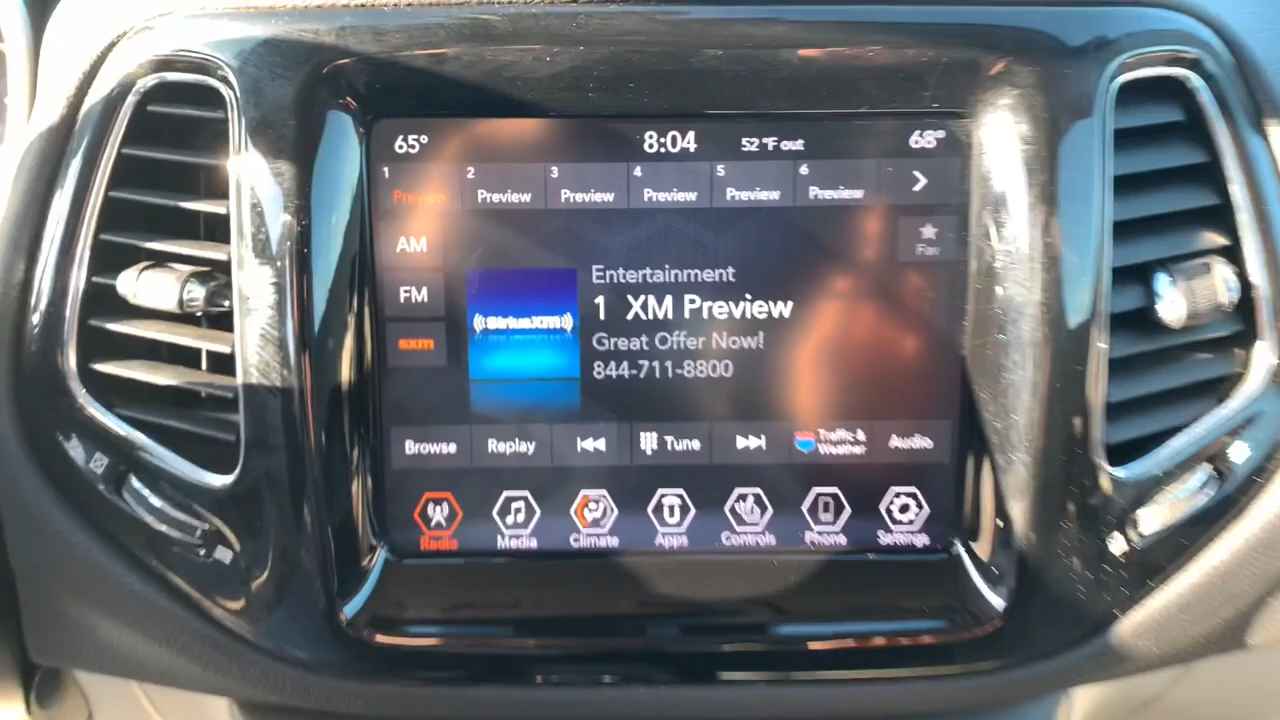 65° 8:04 52 °F out 68°
1 2 3 4 5 6
Preview Preview Preview Preview Preview Preview
AM
FM
sxm
Fav
((SiriusXM))
Entertainment
1 XM Preview
Great Offer Now!
844-711-8800
Browse Replay Tune Traffic & Weather Audio
Radio Media Climate Apps Controls Phone Settings